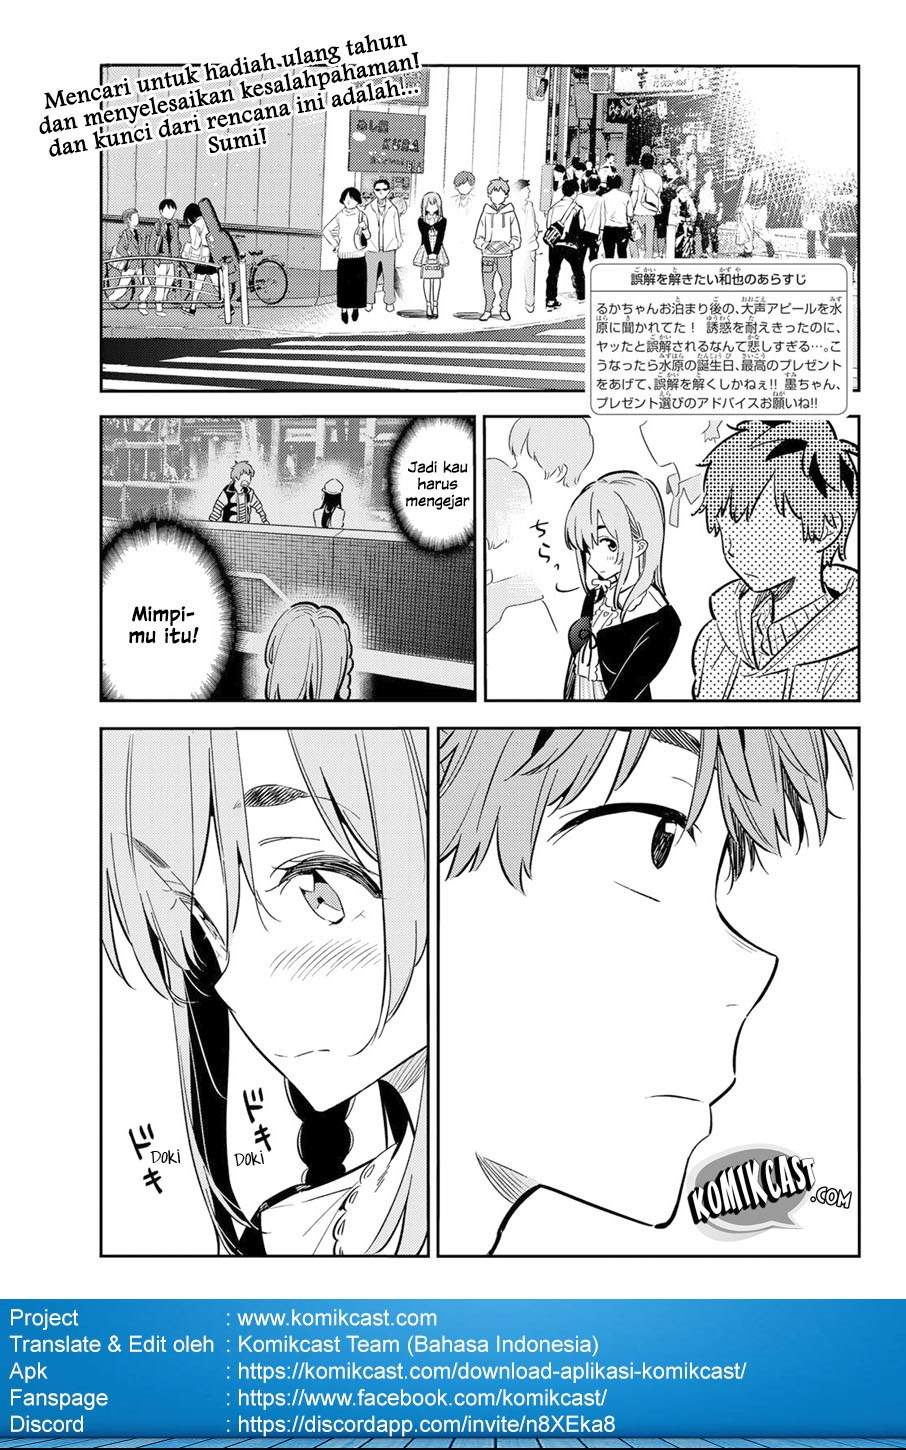 Mencari untuk hadiah ulang tahun
dan menyelesaikan kesalahpahaman!
dan kunci dari rencana ini adalah...
Sumi!
誤解を解きたい和也のあらすじ
るかちゃんお泊まり後の、大声アピールを水
原に聞かれてた！ 誘惑を耐えきったのに、
ヤッたと誤解されるなんて悲しすぎる…。こ
うなったら水原の誕生日、最高のプレゼント
をあげて、誤解を解くしかねぇ!! 墨ちゃん、
プレゼント選びのアドバイスお願いね!!
Jadi kau
harus
mengejar
Mimpi-
mu itu!
ちらっ
ドキ
DOKI
ドキ
DOKI
KOMIKCAST
.COM
Project : www.komikcast.com
Translate & Edit oleh : Komikcast Team (Bahasa Indonesia)
Apk : https://komikcast.com/download-aplikasi-komikcast/
Fanspage : https://www.facebook.com/komikcast/
Discord : https://discordapp.com/invite/n8XEka8